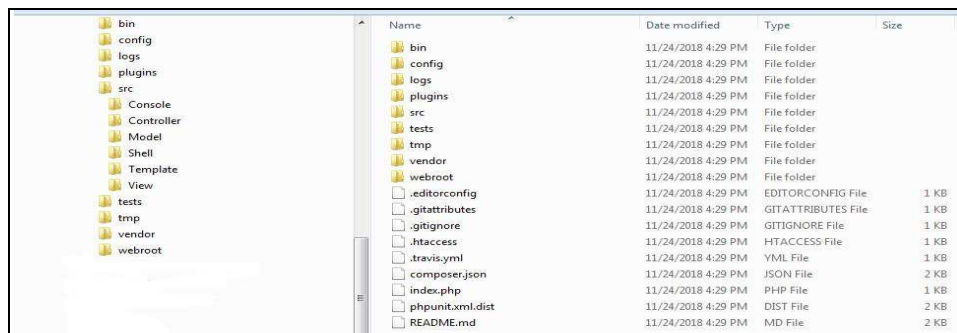 bin
config
logs
plugins
src
Console
Controller
Model
Shell
Template
View
tests
tmp
vendor
webroot
Name Date modified Type Size
bin 11/24/2018 4:29 PM File folder
config 11/24/2018 4:29 PM File folder
logs 11/24/2018 4:29 PM File folder
plugins 11/24/2018 4:29 PM File folder
src 11/24/2018 4:29 PM File folder
tests 11/24/2018 4:29 PM File folder
tmp 11/24/2018 4:29 PM File folder
vendor 11/24/2018 4:29 PM File folder
webroot 11/24/2018 4:29 PM File folder
.editorconfig 11/24/2018 4:29 PM EDITORCONFIG File 1 KB
.gitattributes 11/24/2018 4:29 PM GITATTRIBUTES File 1 KB
.gitignore 11/24/2018 4:29 PM GITIGNORE File 1 KB
.htaccess 11/24/2018 4:29 PM HTACCESS File 1 KB
.travis.yml 11/24/2018 4:29 PM YML File 1 KB
composer.json 11/24/2018 4:29 PM JSON File 2 KB
index.php 11/24/2018 4:29 PM PHP File 1 KB
phpunit.xml.dist 11/24/2018 4:29 PM DIST File 2 KB
README.md 11/24/2018 4:29 PM MD File 2 KB